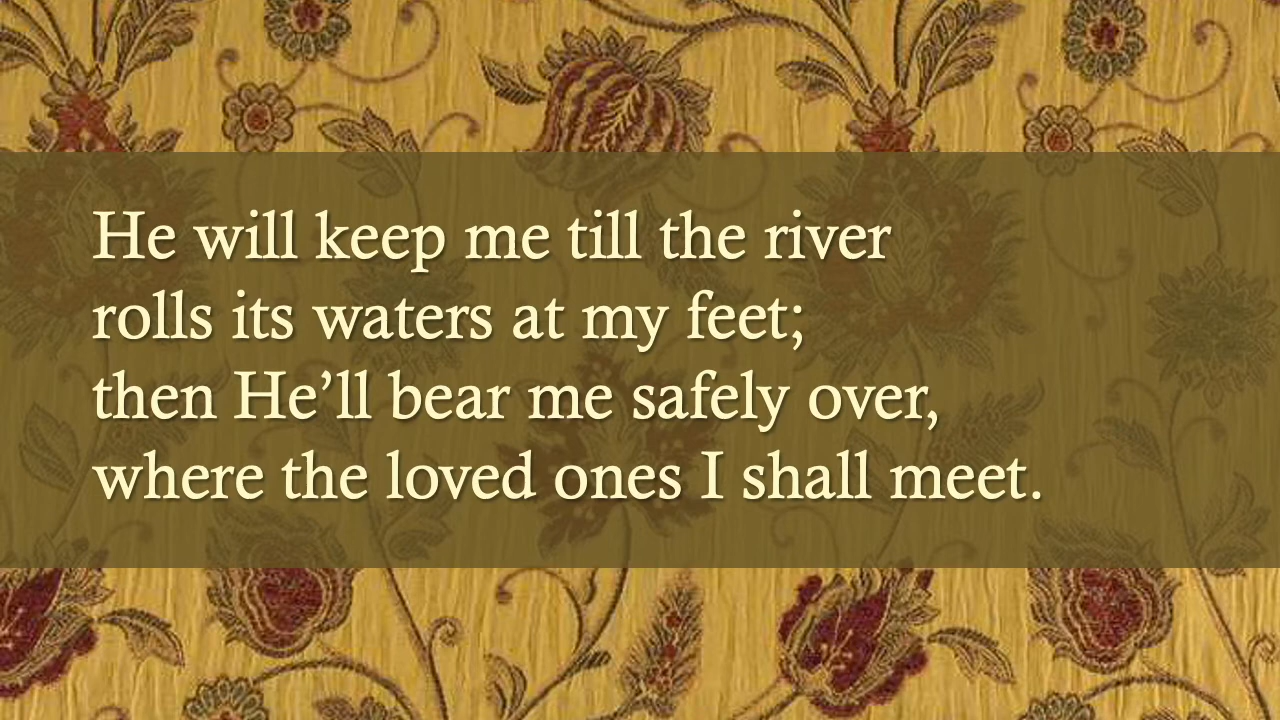 He will keep me till the river
rolls its waters at my feet;
then He’ll bear me safely over,
where the loved ones I shall meet.